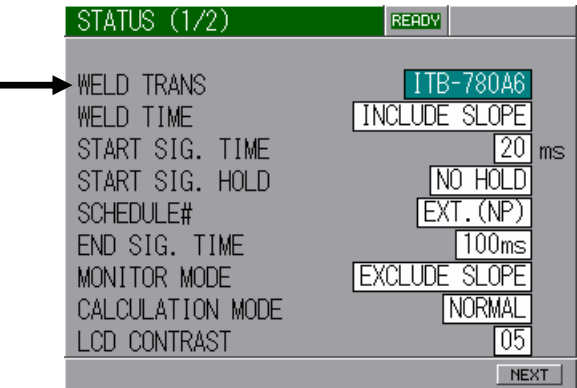 STATUS (1/2) READY
WELD TRANS ITB-780A6
WELD TIME INCLUDE SLOPE
START SIG. TIME 20 ms
START SIG. HOLD NO HOLD
SCHEDULE# EXT.(NP)
END SIG. TIME 100ms
MONITOR MODE EXCLUDE SLOPE
CALCULATION MODE NORMAL
LCD CONTRAST 05
NEXT